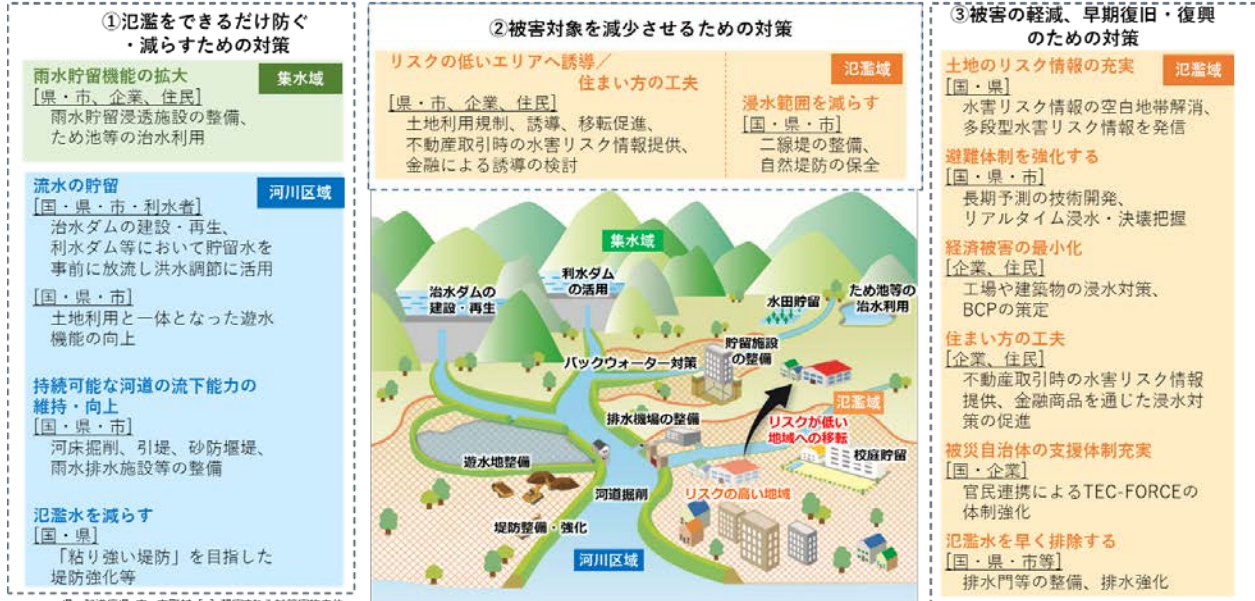 ①氾濫をできるだけ防ぐ
・減らすための対策
雨水貯留機能の拡大
集水域
[県・市、企業、住民]
雨水貯留浸透施設の整備、
ため池等の治水利用
流水の貯留
河川区域
[国・県・市・利水者]
治水ダムの建設・再生、
利水ダム等において貯留水を
事前に放流し洪水調節に活用
[国・県・市]
土地利用と一体となった遊水
機能の向上
持続可能な河道の流下能力の
維持・向上
[国・県・市]
河床掘削、引堤、砂防堰堤、
雨水排水施設等の整備
氾濫水を減らす
[国・県]
「粘り強い堤防」を目指した
堤防強化等
②被害対象を減少させるための対策
リスクの低いエリアへ誘導／
住まい方の工夫
[県・市、企業、住民]
土地利用規制、誘導、移転促進、
不動産取引時の水害リスク情報提供、
金融による誘導の検討
氾濫域
浸水範囲を減らす
[国・県・市]
二線堤の整備、
自然堤防の保全
集水域
治水ダムの
建設・再生
利水ダム
の活用
水田貯留
ため池等の
治水利用
バックウォーター対策
貯留施設
の整備
氾濫域
排水機場の整備
リスクが低い
地域への移転
校庭貯留
遊水地整備
河道掘削
リスクの高い地域
堤防整備・強化
河川区域
③被害の軽減、早期復旧・復興
のための対策
土地のリスク情報の充実
氾濫域
[国・県]
水害リスク情報の空白地帯解消、
多段型水害リスク情報を発信
避難体制を強化する
[国・県・市]
長期予測の技術開発、
リアルタイム浸水・決壊把握
経済被害の最小化
[企業、住民]
工場や建築物の浸水対策、
BCPの策定
住まい方の工夫
[企業、住民]
不動産取引時の水害リスク情報
提供、金融商品を通じた浸水対
策の促進
被災自治体の支援体制充実
[国・企業]
官民連携によるTEC-FORCEの
体制強化
氾濫水を早く排除する
[国・県・市等]
排水門等の整備、排水強化